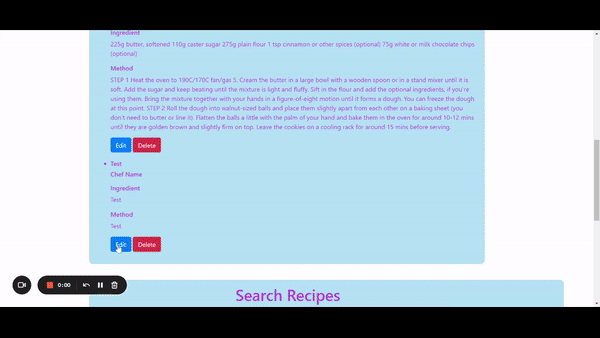 Ingredient
225g butter, softened 110g caster sugar 275g plain flour 1 tsp cinnamon or other spices (optional) 75g white or milk chocolate chips
(optional)
Method
STEP 1 Heat the oven to 190C/170C fan/gas 5. Cream the butter in a large bowl with a wooden spoon or in a stand mixer until it is
soft. Add the sugar and keep beating until the mixture is light and fluffy. Sift in the flour and add the optional ingredients, if you're
using them. Bring the mixture together with your hands in a figure-of-eight motion until it forms a dough. You can freeze the dough
at this point. STEP 2 Roll the dough into walnut-sized balls and place them slightly apart from each other on a baking sheet (you
don't need to butter or line it). Flatten the balls a little with the palm of your hand and bake them in the oven for around 10-12 mins
until they are golden brown and slightly firm on top. Leave the cookies on a cooling rack for around 15 mins before serving.
Edit Delete
Test
Chef Name
Ingredient
Test
Method
Test
Edit Delete
0:00
Search Recipes